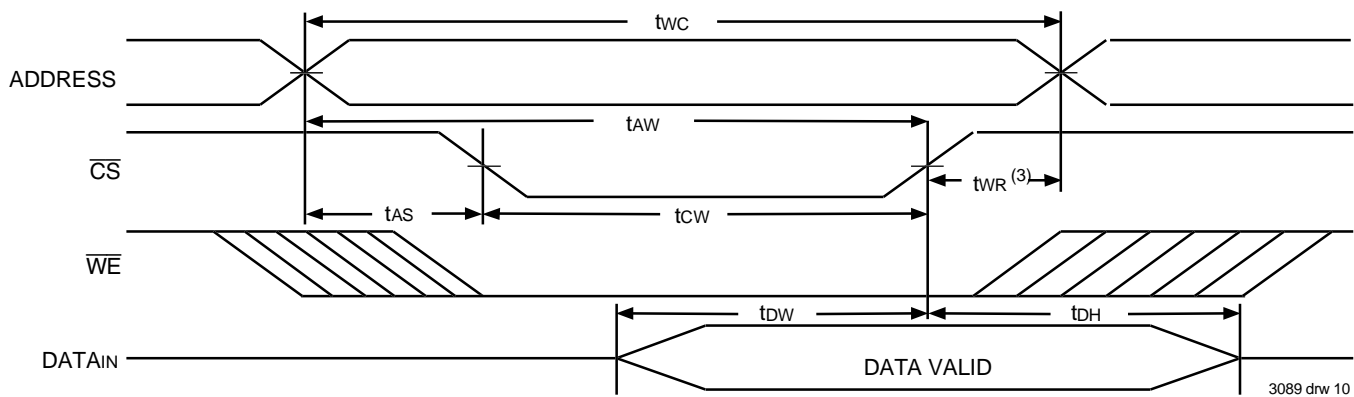 tWC
ADDRESS
tAW
CS
tWR (3)
tAS
tCW
WE
tDW
tDH
DATAIN
DATA VALID
3089 drw 10